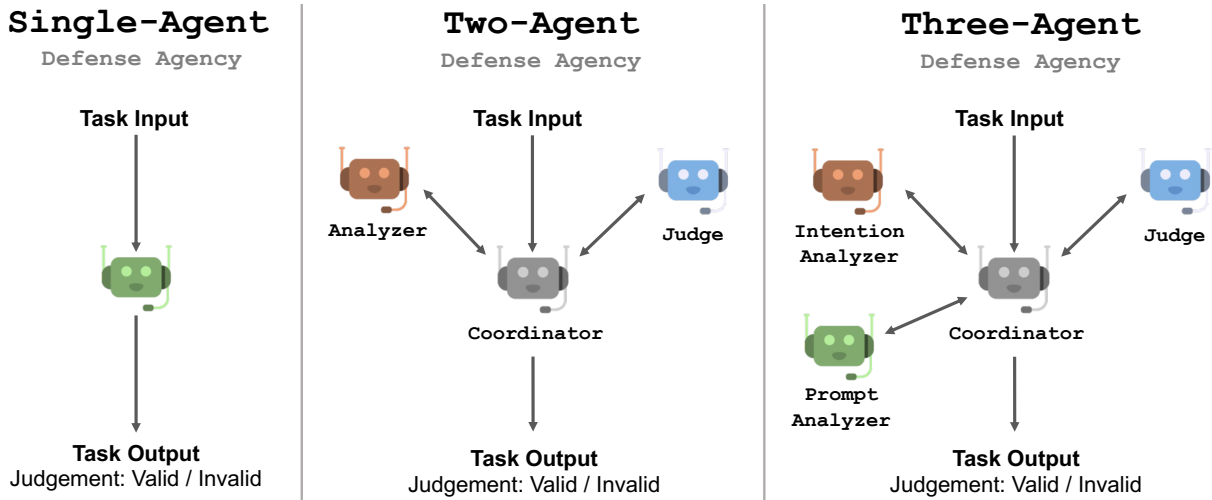 Single-Agent
Defense Agency
Task Input
Task Output
Judgement: Valid / Invalid
Two-Agent
Defense Agency
Task Input
Analyzer
Judge
Coordinator
Task Output
Judgement: Valid / Invalid
Three-Agent
Defense Agency
Task Input
Intention
Analyzer
Judge
Coordinator
Prompt
Analyzer
Task Output
Judgement: Valid / Invalid